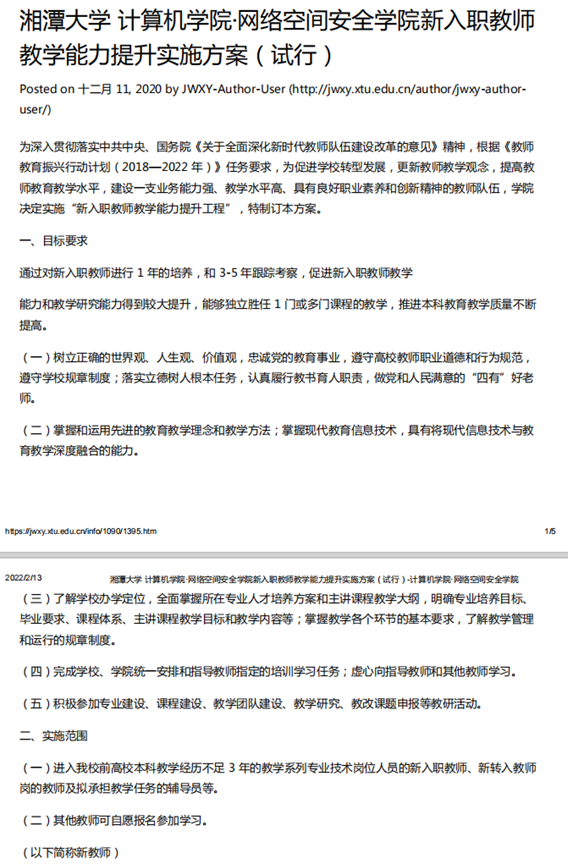 湘潭大学 计算机学院·网络空间安全学院新入职教师
教学能力提升实施方案（试行）
Posted on 十二月 11, 2020 by JWXY-Author-User (http://jwxy.xtu.edu.cn/author/jwxy-author-
user/)
为深入贯彻落实中共中央、国务院《关于全面深化新时代教师队伍建设改革的意见》精神，根据《教师
教育振兴行动计划（2018—2022 年）》任务要求，为促进学校转型发展，更新教师教学观念，提高教
师教育教学水平，建设一支业务能力强、教学水平高、具有良好职业素养和创新精神的教师队伍，学院
决定实施“新入职教师教学能力提升工程”，特制订本方案。
一、目标要求
通过对新入职教师进行 1 年的培养，和 3-5 年跟踪考察，促进新入职教师教学
能力和教学研究能力得到较大提升，能够独立胜任 1 门或多门课程的教学，推进本科教育教学质量不断
提高。
（一）树立正确的世界观、人生观、价值观，忠诚党的教育事业，遵守高校教师职业道德和行为规范，
遵守学校规章制度；落实立德树人根本任务，认真履行教书育人职责，做党和人民满意的“四有”好老
师。
（二）掌握和运用先进的教育教学理念和教学方法；掌握现代教育信息技术，具有将现代信息技术与教
育教学深度融合的能力。
https://jwxy.xtu.edu.cn/info/1090/1395.htm 1/5
2022/2/13 湘潭大学 计算机学院·网络空间安全学院新入职教师教学能力提升实施方案（试行）-计算机学院·网络空间安全学院
（三）了解学校办学定位，全面掌握所在专业人才培养方案和主讲课程教学大纲，明确专业培养目标、
毕业要求、课程体系、主讲课程教学目标和教学内容等；掌握教学各个环节的基本要求，了解教学管理
和运行的规章制度。
（四）完成学校、学院统一安排和指导教师指定的培训学习任务；虚心向指导教师和其他教师学习。
（五）积极参加专业建设、课程建设、教学团队建设、教学研究、教改课题申报等教研活动。
二、实施范围
（一）进入我校前高校本科教学经历不足 3 年的教学系列专业技术岗位人员的新入职教师、新转入教师
岗的教师及拟承担教学任务的辅导员等。
（二）其他教师可自愿报名参加学习。
（以下简称新教师）